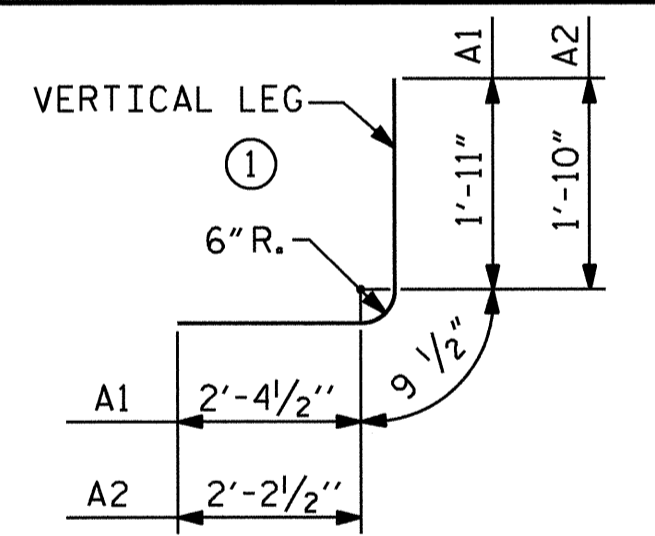 A1 A2
VERTICAL LEG
1
1'-11" 1'-10"
6" R.
9 1/2"
A1 2'-4 1/2''
A2 2'-2 1/2''